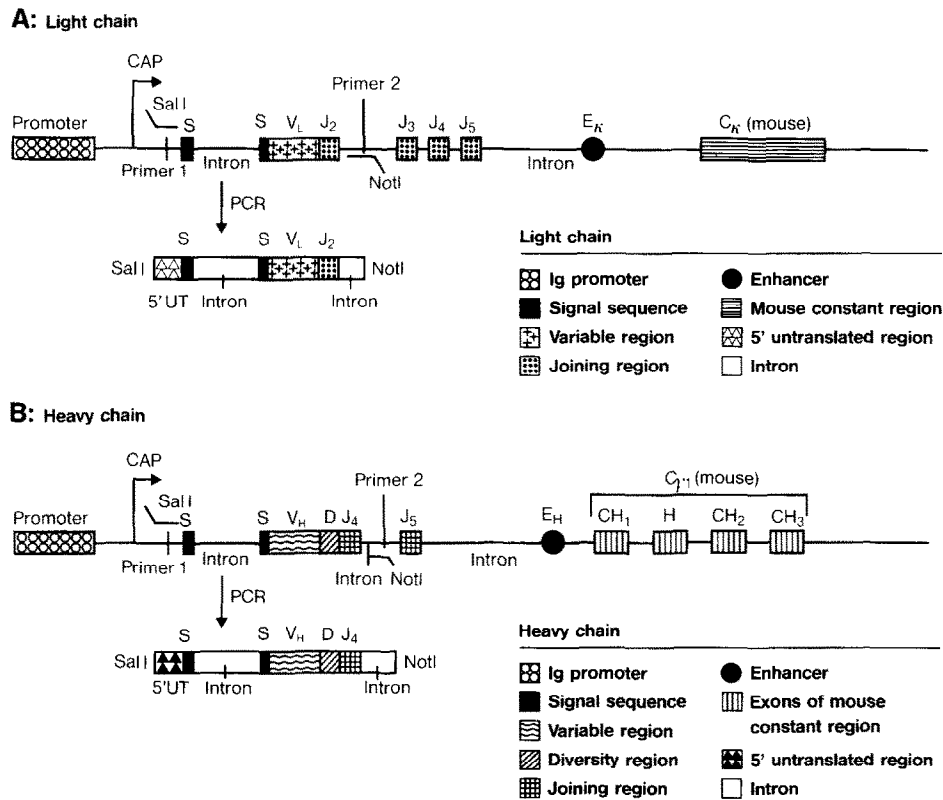 A: Light chain
CAP
Primer 2
Sal I
Promoter
S
S
V_L
J_2
J_3
J_4
J_5
E_κ
C_κ (mouse)
Primer 1
Intron
NotI
Intron
PCR
S
S
V_L
J_2
Sal I
NotI
5' UT
Intron
Intron
Light chain
Ig promoter
Enhancer
Signal sequence
Mouse constant region
Variable region
5' untranslated region
Joining region
Intron
B: Heavy chain
CAP
Primer 2
C_γ1 (mouse)
Sal I
Promoter
S
S
V_H
D
J_4
J_5
E_H
CH_1
H
CH_2
CH_3
Primer 1
Intron
Intron
NotI
Intron
PCR
S
S
V_H
D
J_4
Sal I
NotI
5'UT
Intron
Intron
Heavy chain
Ig promoter
Enhancer
Signal sequence
Exons of mouse
constant region
Variable region
Diversity region
5' untranslated region
Joining region
Intron